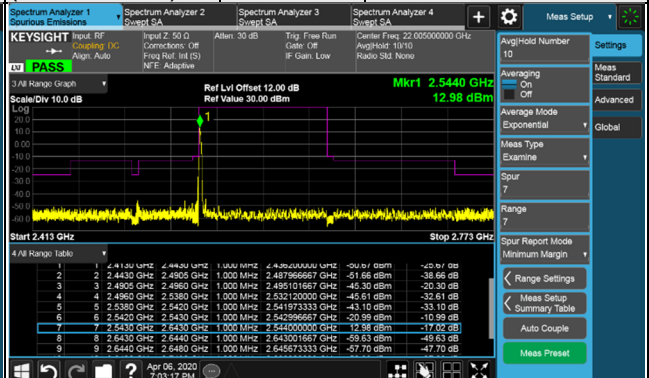 Spectrum Analyzer 1
Spurious Emissions
Spectrum Analyzer 2
Swept SA
Spectrum Analyzer 3
Swept SA
Spectrum Analyzer 4
Swept SA
Meas Setup
KEYSIGHT
Input: RF
Coupling: DC
Align: Auto
Input Z: 50 Ω
Corrections: Off
Freq Ref: Int (S)
NFE: Adaptive
Atten: 30 dB
Trig: Free Run
Gate: Off
IF Gain: Low
Center Freq: 22.005000000 GHz
Avg|Hold: 10/10
Radio Std: None
LXI PASS
3 All Range Graph
Scale/Div 10.0 dB
Ref Lvl Offset 12.00 dB
Ref Value 30.00 dBm
Mkr1 2.5440 GHz
12.98 dBm
Log
20.0
10.0
0.00
-10.0
-20.0
-30.0
-40.0
-50.0
-60.0
1
Start 2.413 GHz
Stop 2.773 GHz
4 All Range Table
1 1 2.4130 GHz 2.4430 GHz 1.000 MHz 2.436200000 GHz -50.67 dBm -25.67 dB
2 2 2.4430 GHz 2.4905 GHz 1.000 MHz 2.487966667 GHz -51.66 dBm -38.66 dB
3 3 2.4905 GHz 2.4960 GHz 1.000 MHz 2.495101667 GHz -45.30 dBm -20.30 dB
4 4 2.4960 GHz 2.5380 GHz 1.000 MHz 2.532120000 GHz -45.61 dBm -32.61 dB
5 5 2.5380 GHz 2.5420 GHz 1.000 MHz 2.541973333 GHz -43.10 dBm -33.10 dB
6 6 2.5420 GHz 2.5430 GHz 1.000 MHz 2.542996667 GHz -20.99 dBm -10.99 dB
7 7 2.5430 GHz 2.6430 GHz 1.000 MHz 2.544000000 GHz 12.98 dBm -17.02 dB
8 8 2.6430 GHz 2.6440 GHz 1.000 MHz 2.643001667 GHz -59.63 dBm -49.63 dB
9 9 2.6440 GHz 2.6480 GHz 1.000 MHz 2.645673333 GHz -57.70 dBm -47.70 dB
Avg|Hold Number
10
Averaging
On
Off
Average Mode
Exponential
Meas Type
Examine
Spur
7
Range
7
Spur Report Mode
Minimum Margin
Range Settings
Meas Setup
Summary Table
Auto Couple
Meas Preset
Settings
Meas
Standard
Advanced
Global
Apr 06, 2020
7:03:17 PM